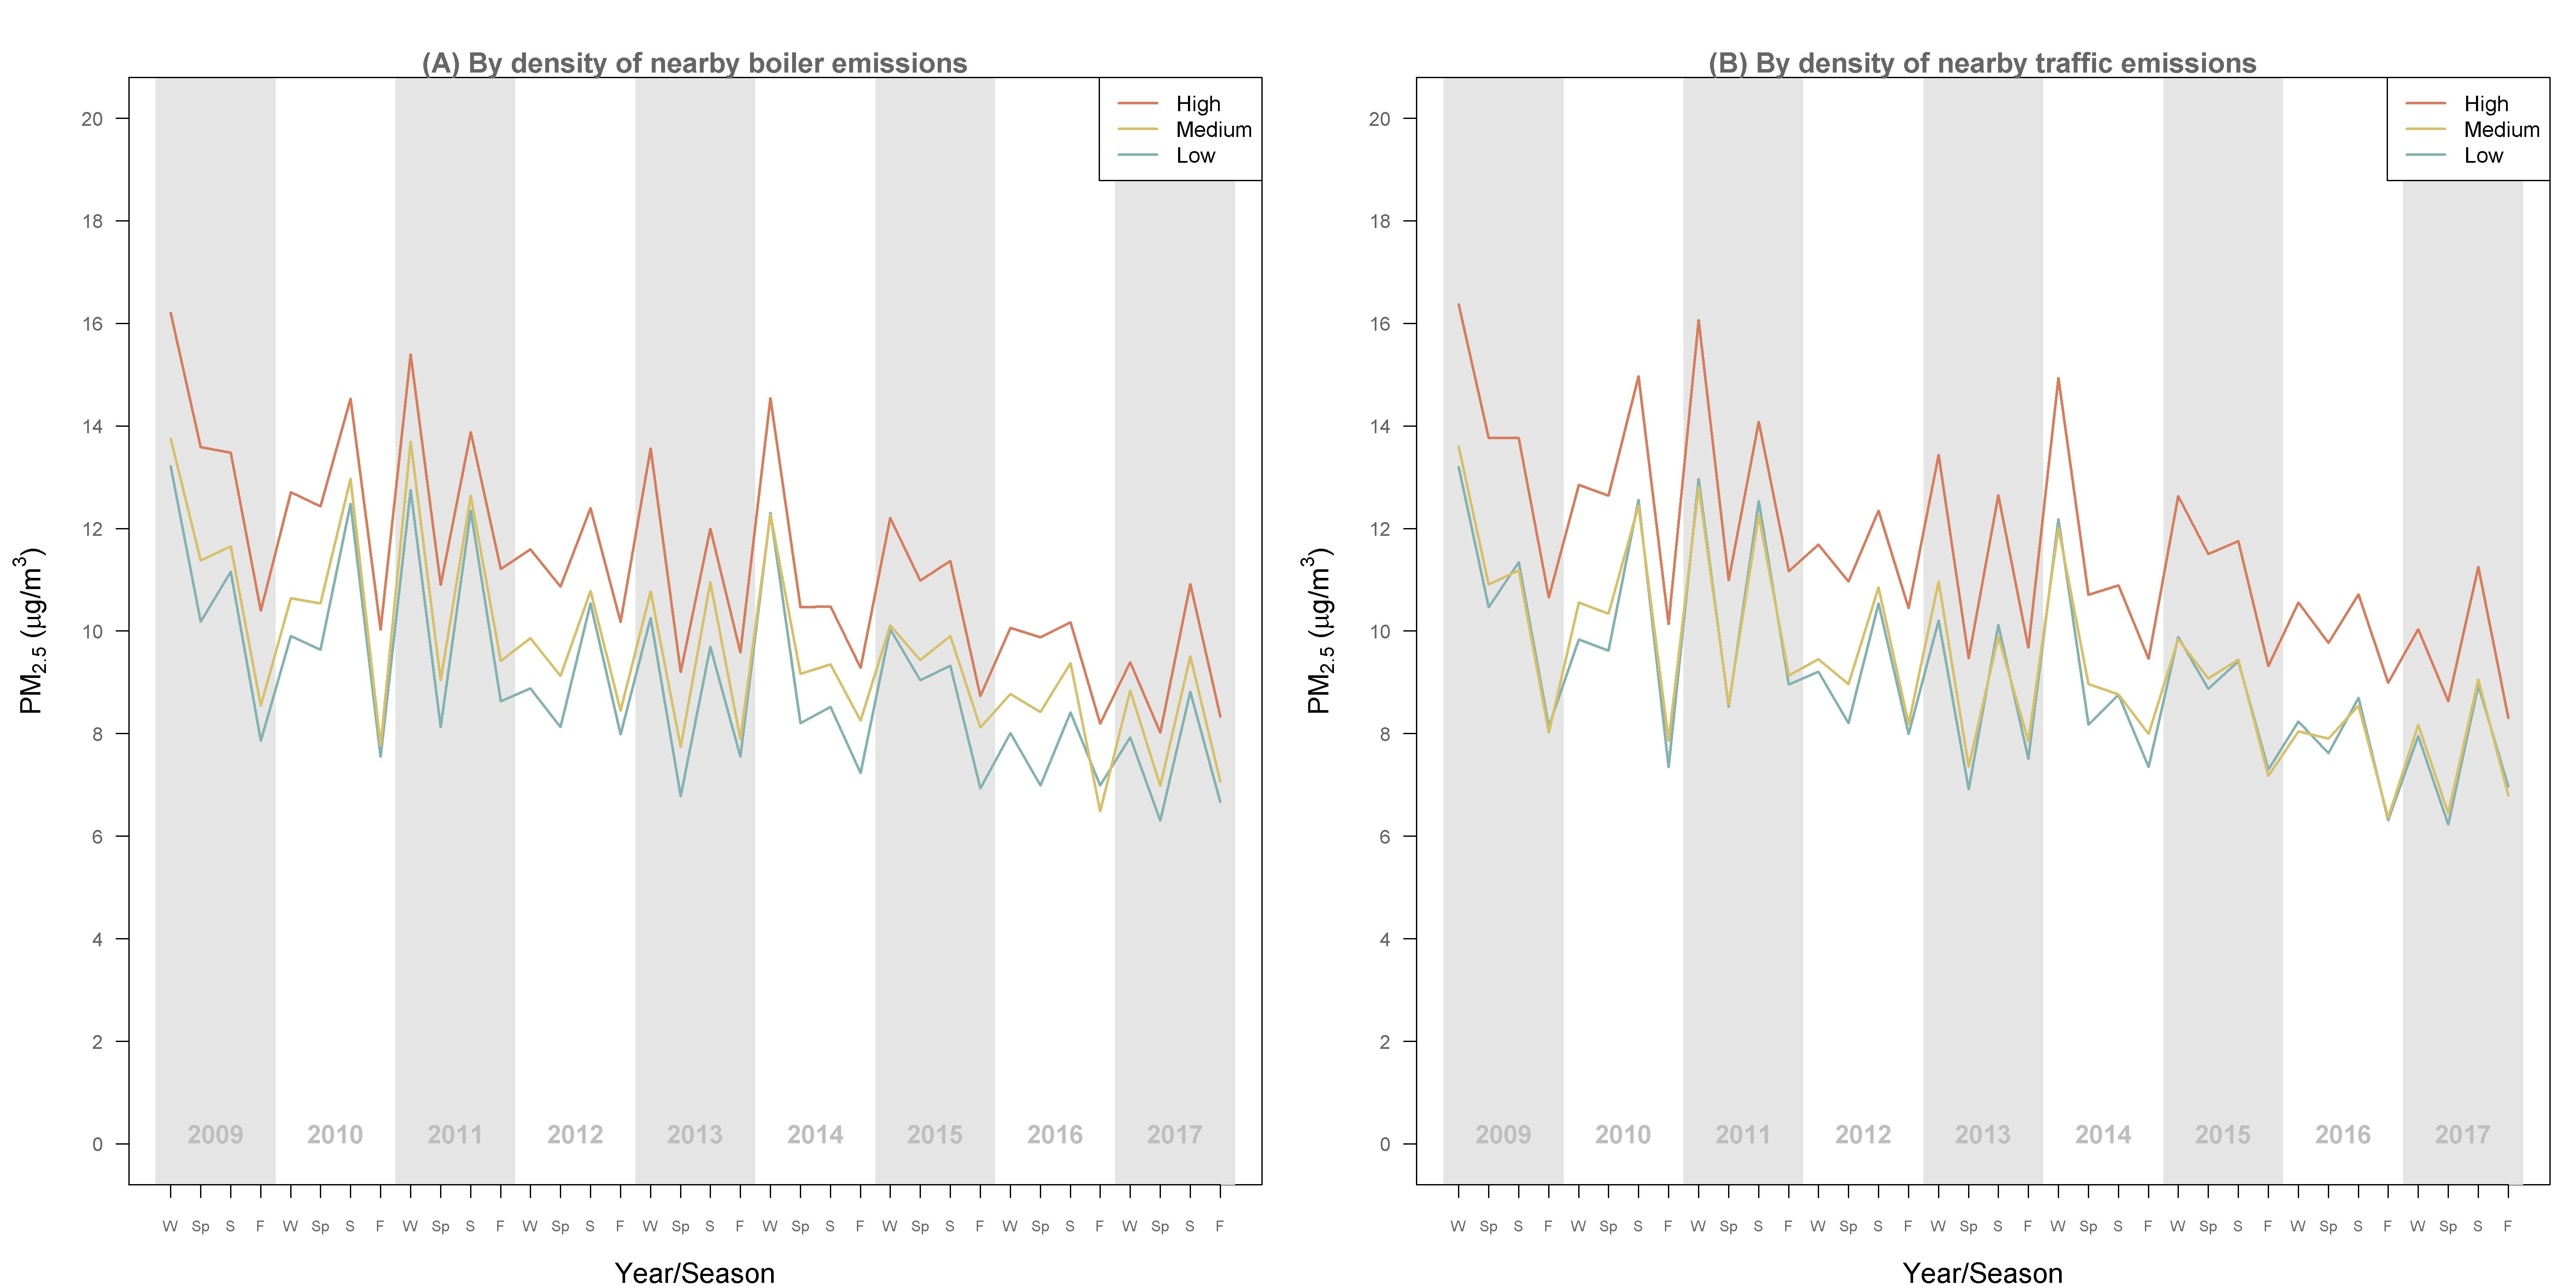 (A) By density of nearby boiler emissions
High
Medium
Low
20
18
16
14
12
10
8
6
4
2
0
PM2.5 (μg/m3)
2009 2010 2011 2012 2013 2014 2015 2016 2017
W Sp S F W Sp S F W Sp S F W Sp S F W Sp S F W Sp S F W Sp S F W Sp S F W Sp S F
Year/Season
(B) By density of nearby traffic emissions
High
Medium
Low
20
18
16
14
12
10
8
6
4
2
0
PM2.5 (μg/m3)
2009 2010 2011 2012 2013 2014 2015 2016 2017
W Sp S F W Sp S F W Sp S F W Sp S F W Sp S F W Sp S F W Sp S F W Sp S F W Sp S F
Year/Season